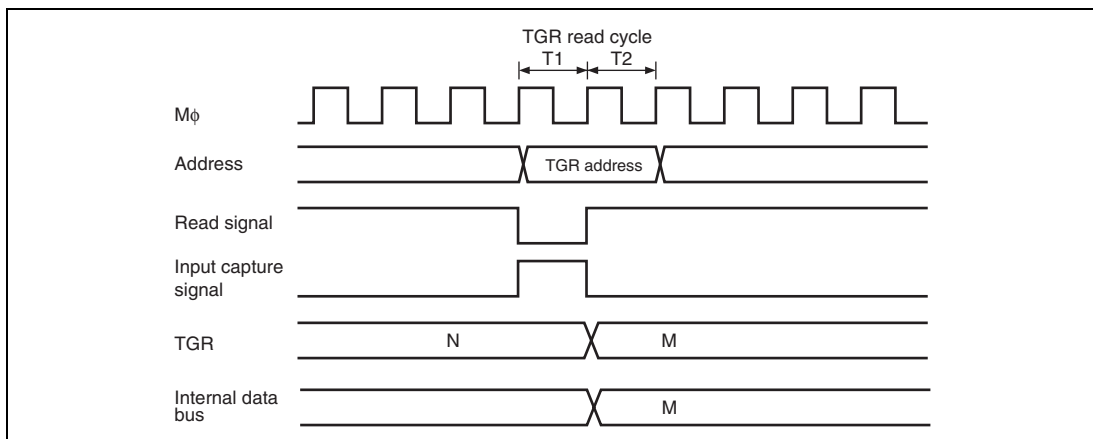 TGR read cycle
T1 T2
Mϕ
Address TGR address
Read signal
Input capture
signal
TGR N M
Internal data
bus M